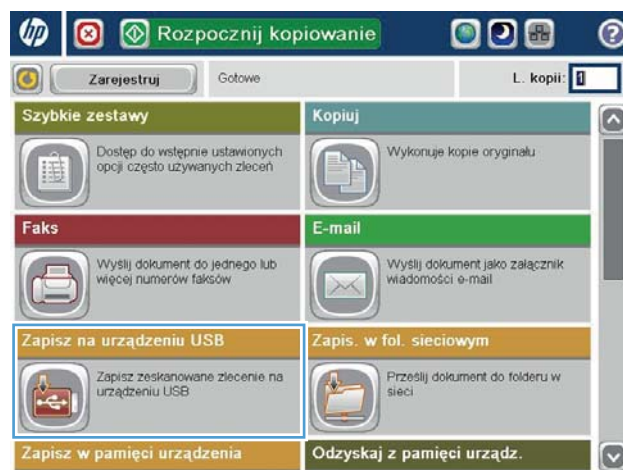 hp
Rozpocznij kopiowanie
?
Zarejestruj
Gotowe
L. kopii: 1
Szybkie zestawy
Dostęp do wstępnie ustawionych
opcji często używanych zleceń
Kopiuj
Wykonuje kopie oryginału
Faks
Wyślij dokument do jednego lub
więcej numerów faksów
E-mail
Wyślij dokument jako załącznik
wiadomości e-mail
Zapisz na urządzeniu USB
Zapisz zeskanowane zlecenie na
urządzeniu USB
Zapis. w fol. sieciowym
Prześlij dokument do folderu w
sieci
Zapisz w pamięci urządzenia
Odzyskaj z pamięci urządz.